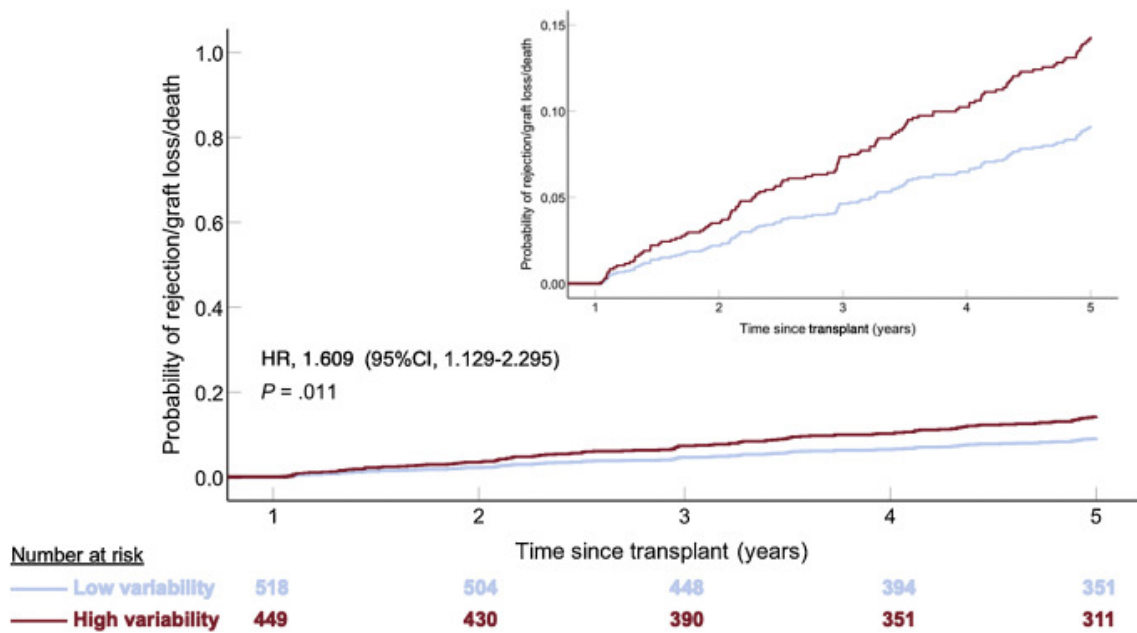 Probability of rejection/graft loss/death
1.0
0.8
0.6
0.4
0.2
0.0
HR, 1.609 (95%CI, 1.129-2.295)
P = .011
1 2 3 4 5
Time since transplant (years)
Probability of rejection/graft loss/death
0.15
0.10
0.05
0.00
1 2 3 4 5
Time since transplant (years)
Number at risk
Low variability 518 504 448 394 351
High variability 449 430 390 351 311